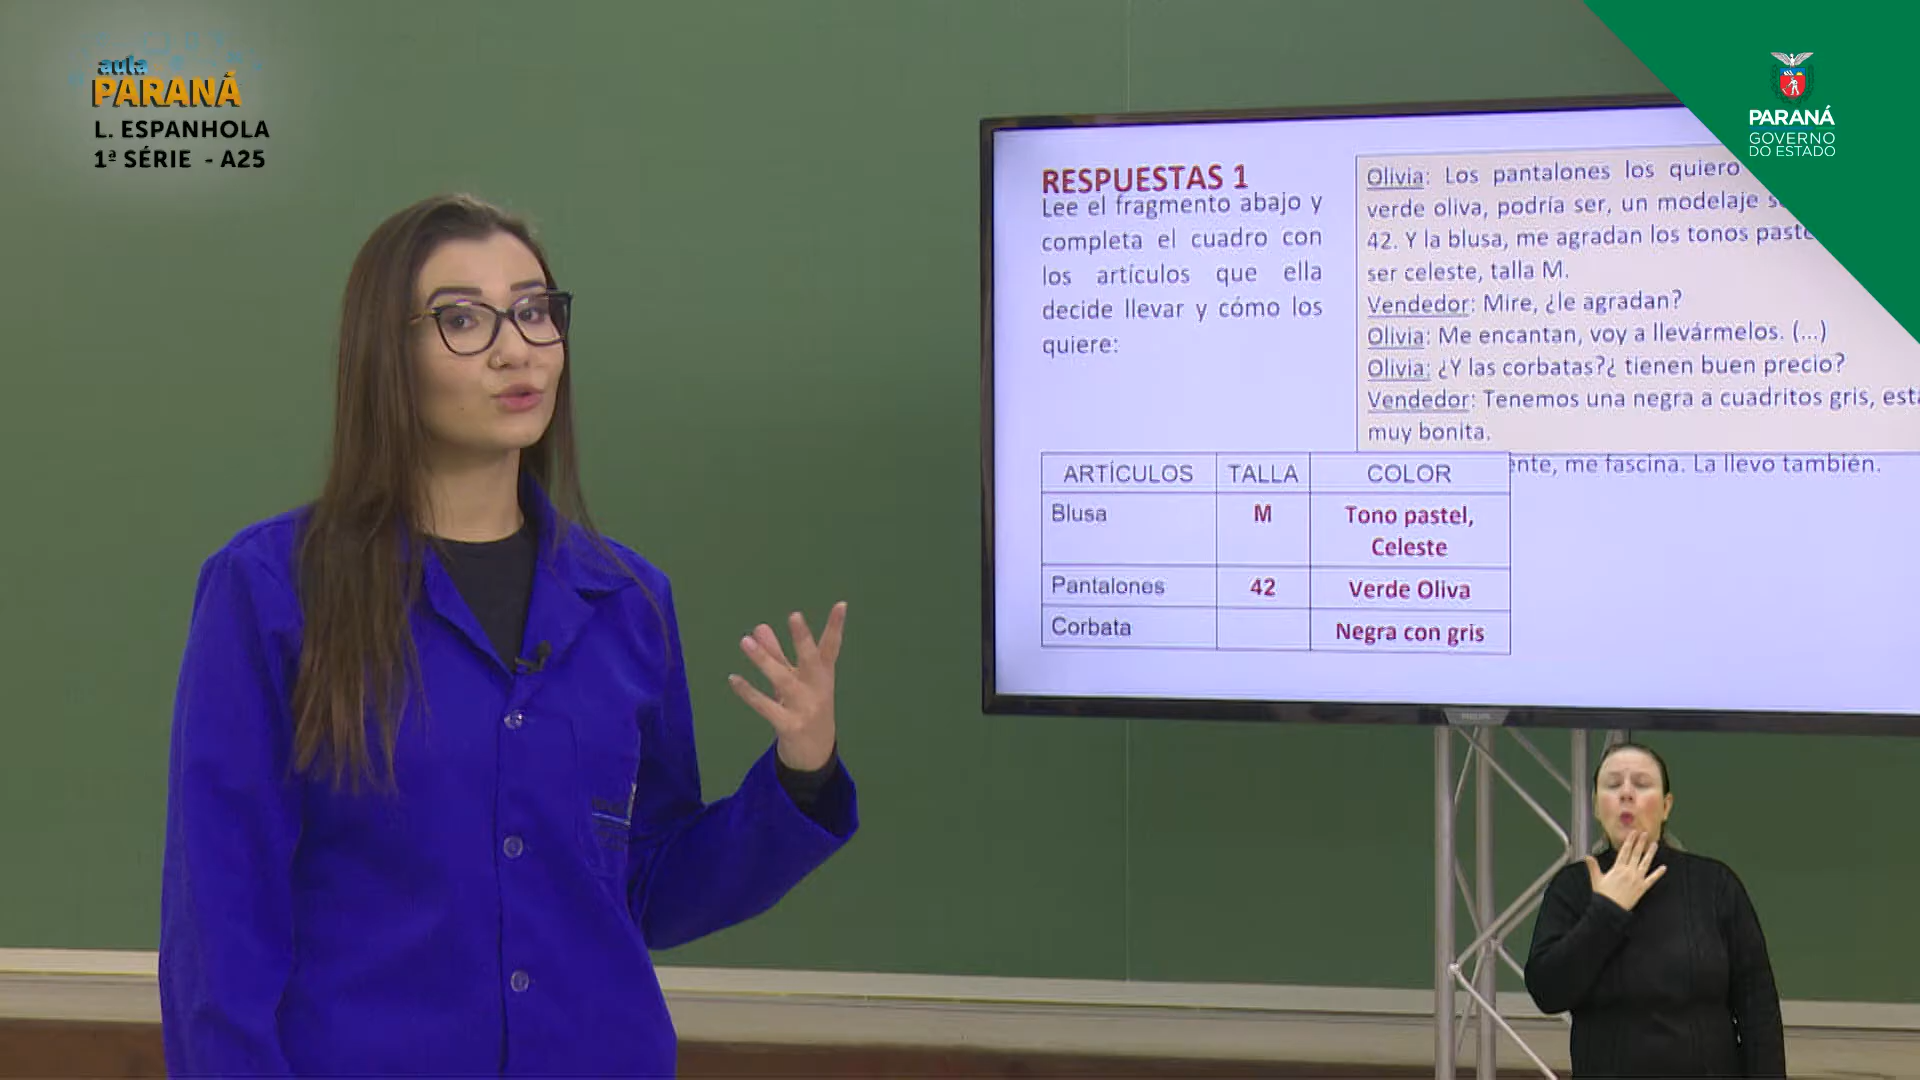 aula
PARANÁ
L. ESPANHOLA
1ª SÉRIE - A25
PARANÁ
GOVERNO
DO ESTADO
RESPUESTAS 1
Lee el fragmento abajo y
completa el cuadro con
los artículos que ella
decide llevar y cómo los
quiere:
Olivia: Los pantalones los quiero
verde oliva, podría ser, un modelaje
42. Y la blusa, me agradan los tonos
ser celeste, talla M.
Vendedor: Mire, ¿le agradan?
Olivia: Me encantan, voy a llevármelos. (...)
Olivia: ¿Y las corbatas?¿ tienen buen precio?
Vendedor: Tenemos una negra a cuadritos gris,
muy bonita.
me fascina. La llevo también.
ARTÍCULOS TALLA COLOR
Blusa M Tono pastel,
Celeste
Pantalones 42 Verde Oliva
Corbata Negra con gris
PHILIPS